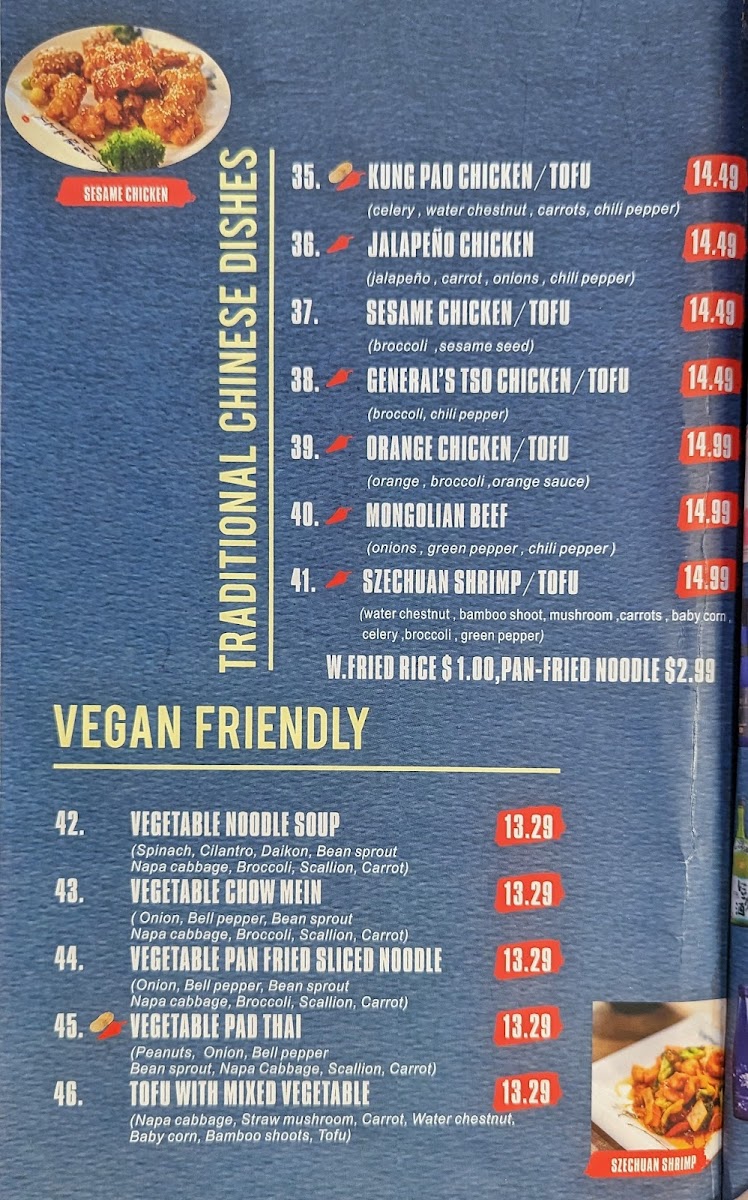 SESAME CHICKEN
TRADITIONAL CHINESE DISHES
35. KUNG PAO CHICKEN/TOFU 14.49
(celery , water chestnut , carrots, chili pepper)
36. JALAPEÑO CHICKEN 14.49
(jalapeño , carrot , onions , chili pepper)
37. SESAME CHICKEN/TOFU 14.49
(broccoli ,sesame seed)
38. GENERAL'S TSO CHICKEN/TOFU 14.49
(broccoli, chili pepper)
39. ORANGE CHICKEN/TOFU 14.99
(orange , broccoli ,orange sauce)
40. MONGOLIAN BEEF 14.99
(onions , green pepper , chili pepper )
41. SZECHUAN SHRIMP/TOFU 14.99
(water chestnut , bamboo shoot, mushroom ,carrots , baby corn ,
celery ,broccoli , green pepper)
W.FRIED RICE $1.00,PAN-FRIED NOODLE $2.99
VEGAN FRIENDLY
42. VEGETABLE NOODLE SOUP 13.29
(Spinach, Cilantro, Daikon, Bean sprout
Napa cabbage, Broccoli, Scallion, Carrot)
43. VEGETABLE CHOW MEIN 13.29
( Onion, Bell pepper, Bean sprout
Napa cabbage, Broccoli, Scallion, Carrot)
44. VEGETABLE PAN FRIED SLICED NOODLE 13.29
(Onion, Bell pepper, Bean sprout
Napa cabbage, Broccoli, Scallion, Carrot)
45. VEGETABLE PAD THAI 13.29
(Peanuts, Onion, Bell pepper
Bean sprout, Napa Cabbage, Scallion, Carrot)
46. TOFU WITH MIXED VEGETABLE 13.29
(Napa cabbage, Straw mushroom, Carrot, Water chestnut,
Baby corn, Bamboo shoots, Tofu)
SZECHUAN SHRIMP